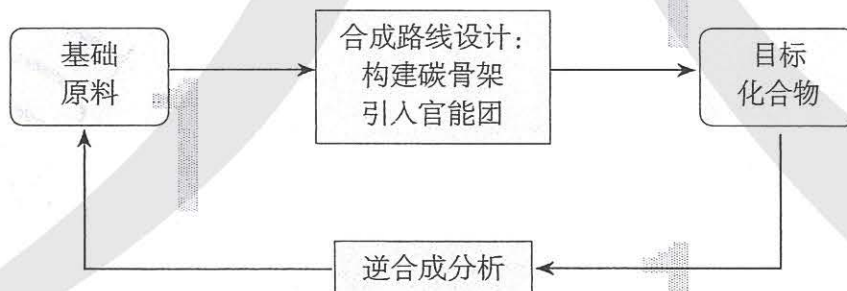 基础
原料
合成路线设计：
构建碳骨架
引入官能团
目标
化合物
逆合成分析